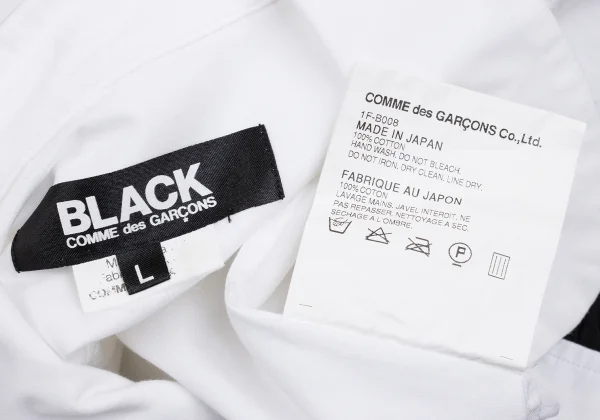 BLACK
COMME des GARÇONS
L
COMME des GARÇONS Co.,Ltd.
1F-B008
MADE IN JAPAN
100% COTTON
HAND WASH. DO NOT BLEACH.
DO NOT IRON. DRY CLEAN. LINE DRY.
FABRIQUE AU JAPON
100% COTON
LAVAGE MAINS. JAVEL INTERDIT. NE
PAS REPASSER. NETTOYAGE A SEC.
SECHAGE A L'OMBRE.
P